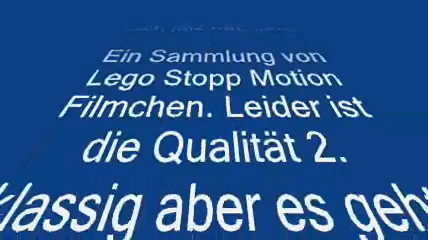 Ein Sammlung von
Lego Stopp Motion
Filmchen. Leider ist
die Qualität 2.
klassig aber es geht